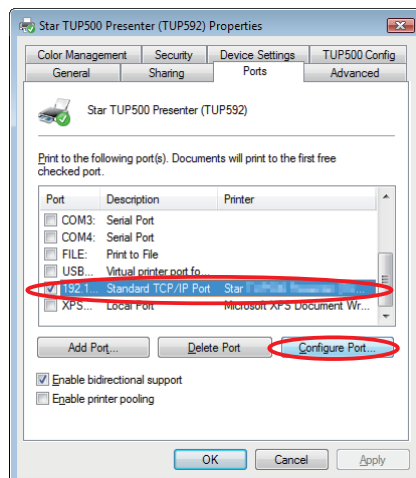 Star TUP500 Presenter (TUP592) Properties
Color Management Security Device Settings TUP500 Config
General Sharing Ports Advanced
Star TUP500 Presenter (TUP592)
Print to the following port(s). Documents will print to the first free
checked port.
Port Description Printer
COM3: Serial Port
COM4: Serial Port
FILE: Print to File
USB... Virtual printer port fo...
192.1... Standard TCP/IP Port Star
XPS... Local Port Microsoft XPS Document Wr...
Add Port... Delete Port Configure Port...
Enable bidirectional support
Enable printer pooling
OK Cancel Apply